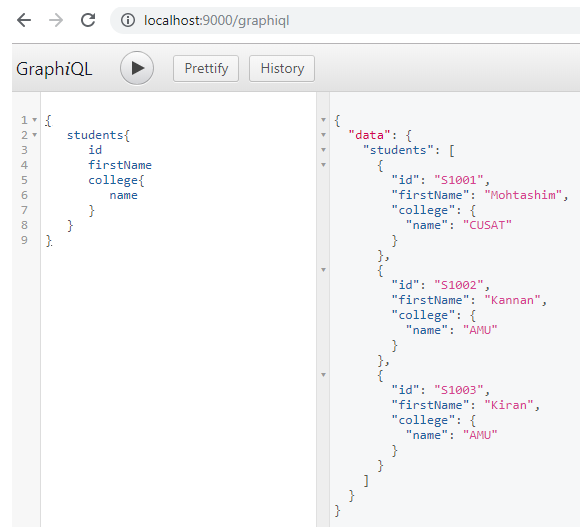 localhost:9000/graphiql
GraphiQL Prettify History
1 {
2 students{
3 id
4 firstName
5 college{
6 name
7 }
8 }
9 }
{
"data": {
"students": [
{
"id": "S1001",
"firstName": "Mohtashim",
"college": {
"name": "CUSAT"
}
},
{
"id": "S1002",
"firstName": "Kannan",
"college": {
"name": "AMU"
}
},
{
"id": "S1003",
"firstName": "Kiran",
"college": {
"name": "AMU"
}
}
]
}
}